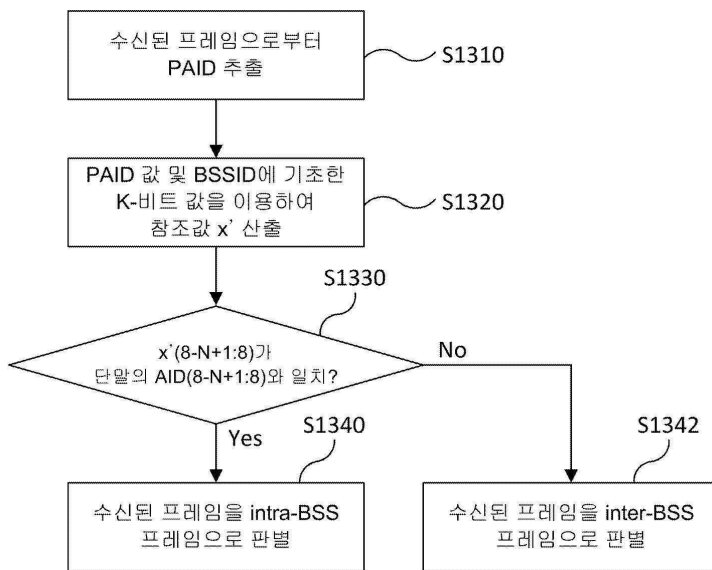 수신된 프레임으로부터
PAID 추출
S1310
PAID 값 및 BSSID에 기초한
K-비트 값을 이용하여
참조값 x' 산출
S1320
S1330
x'(8-N+1:8)가
단말의 AID(8-N+1:8)와 일치?
No
Yes
S1340
S1342
수신된 프레임을 intra-BSS
프레임으로 판별
수신된 프레임을 inter-BSS
프레임으로 판별